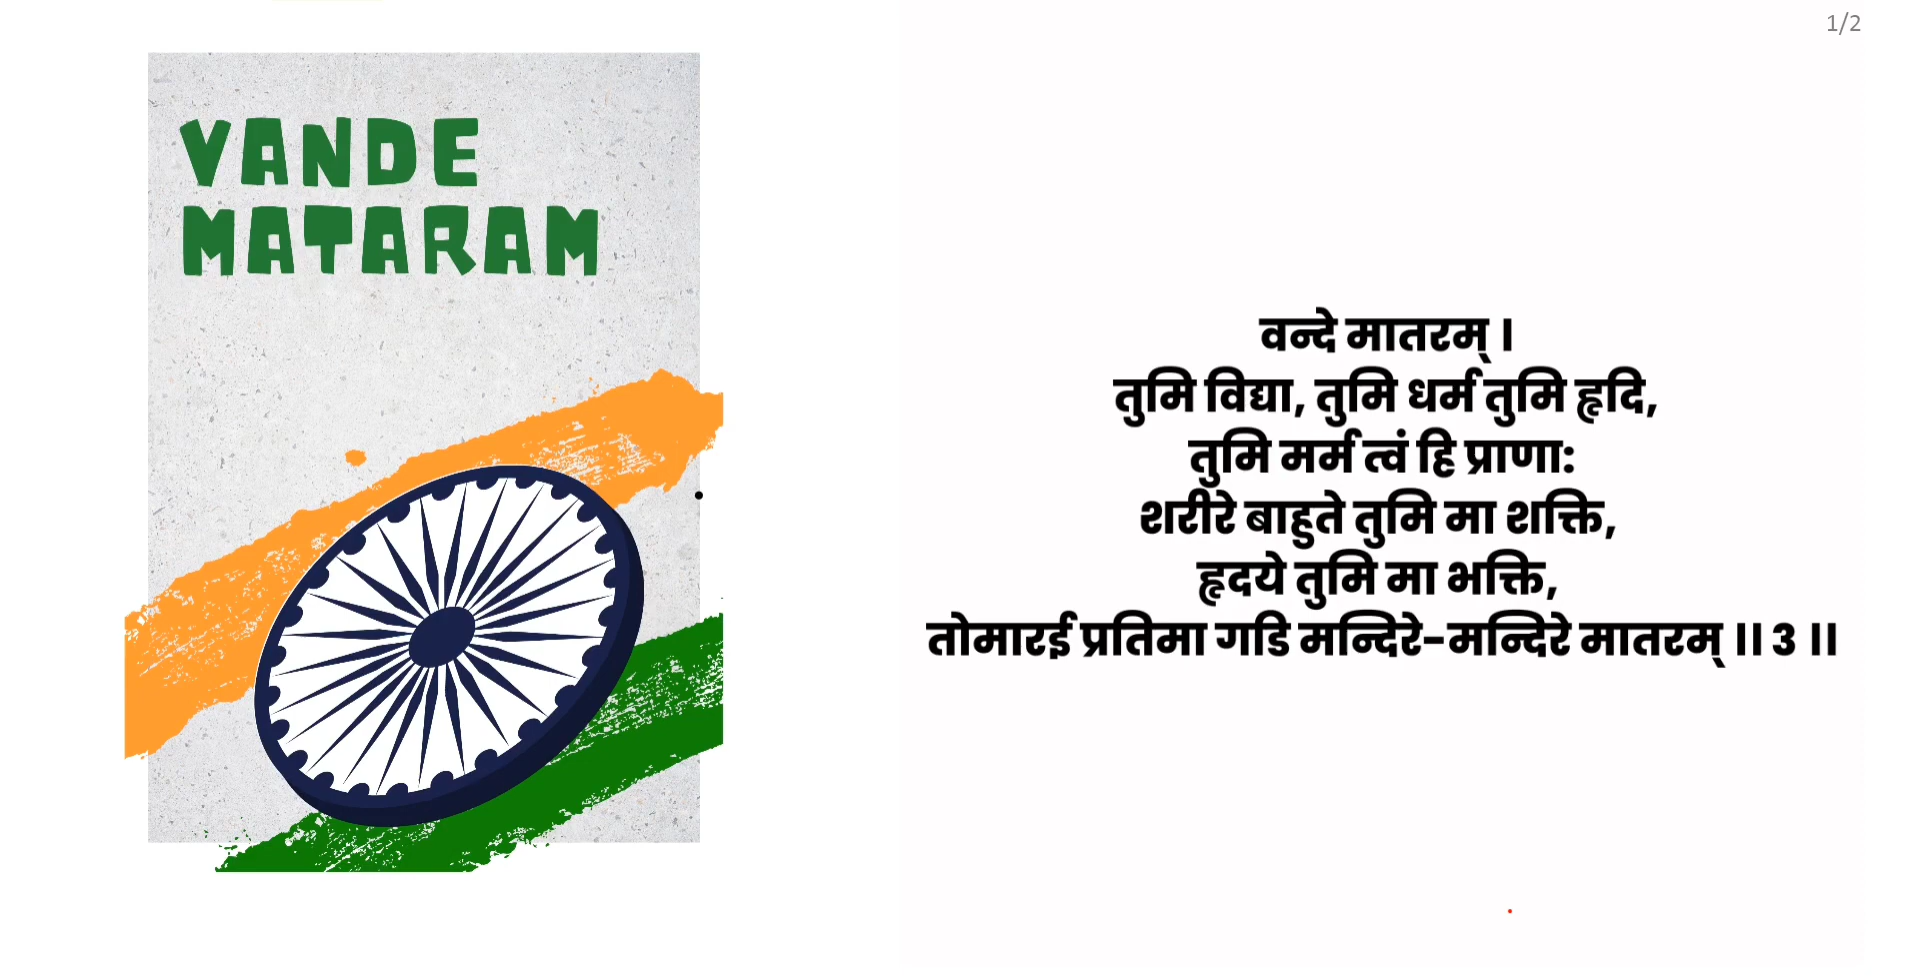 1/2
VANDE
MATARAM
वन्दे मातरम् ।
तुमि विद्या, तुमि धर्म तुमि हृदि,
तुमि मर्म त्वं हि प्राणा:
शरीरे बाहुते तुमि मा शक्ति,
हृदये तुमि मा भक्ति,
तोमारई प्रतिमा गडि मन्दिरे-मन्दिरे मातरम् ।। 3 ।।